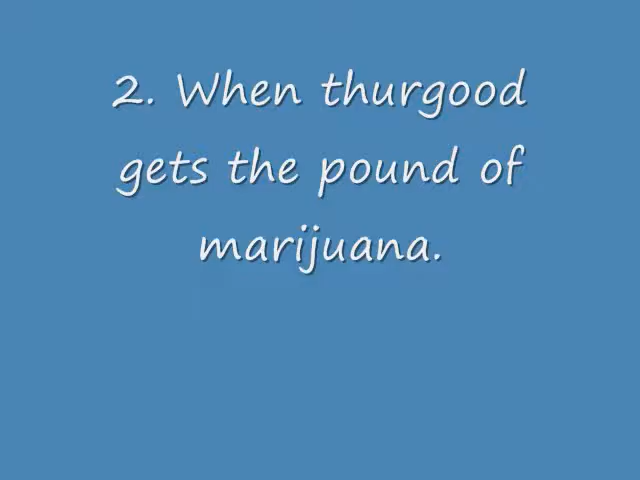 2. When thurgood
gets the pound of
marijuana.